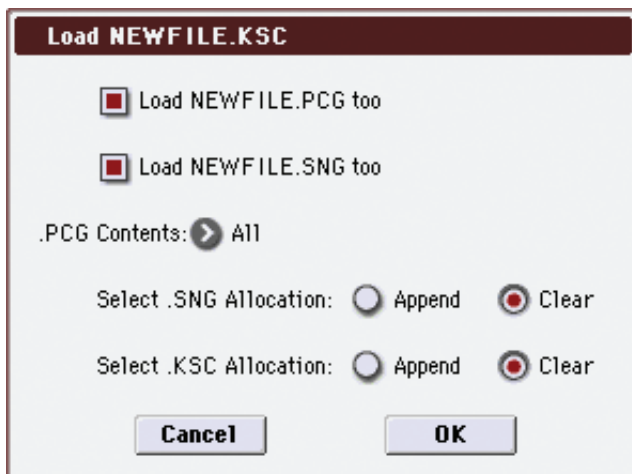 Load NEWFILE.KSC
Load NEWFILE.PCG too
Load NEWFILE.SNG too
.PCG Contents: All
Select .SNG Allocation: Append Clear
Select .KSC Allocation: Append Clear
Cancel OK